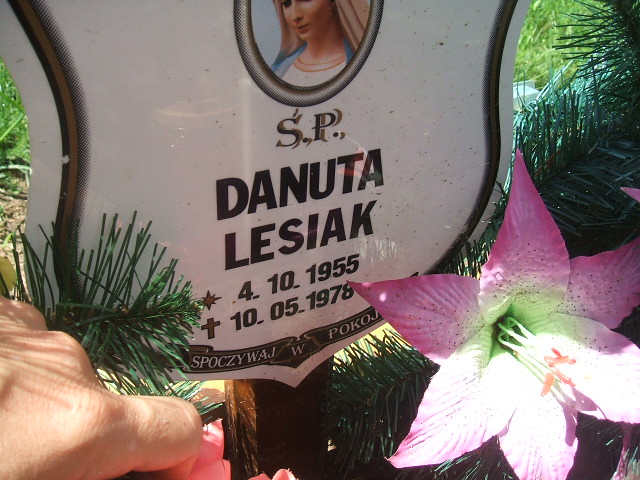 Ś.P.
DANUTA
LESIAK
4. 10. 1955
10. 05. 1978
SPOCZYWAJ W POKOJU